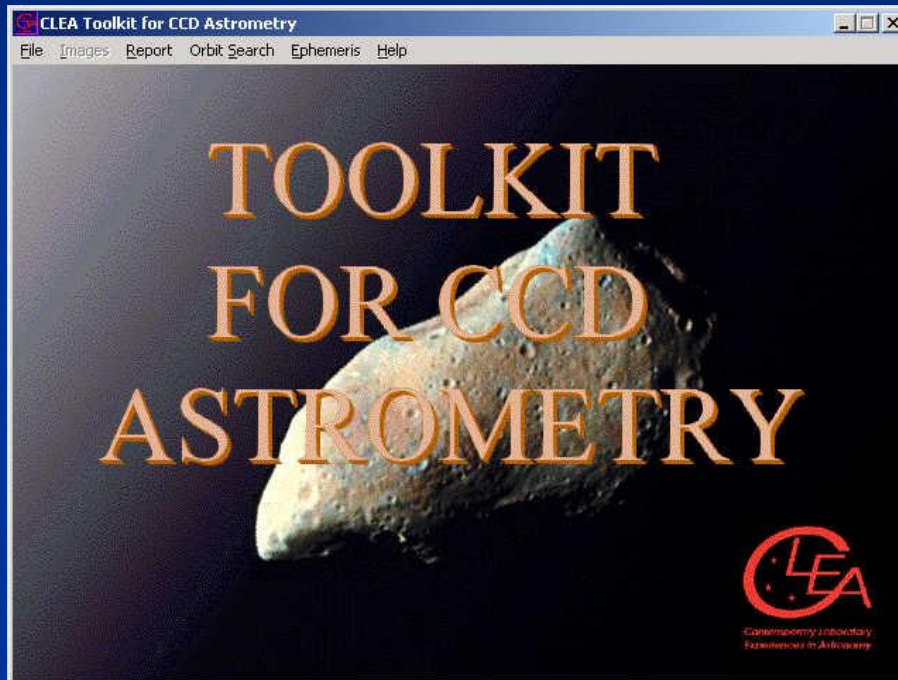 CLEA Toolkit for CCD Astrometry
File Images Report Orbit Search Ephemeris Help
TOOLKIT
FOR CCD
ASTROMETRY
CLEA
Contemporary Laboratory
Experiences in Astronomy